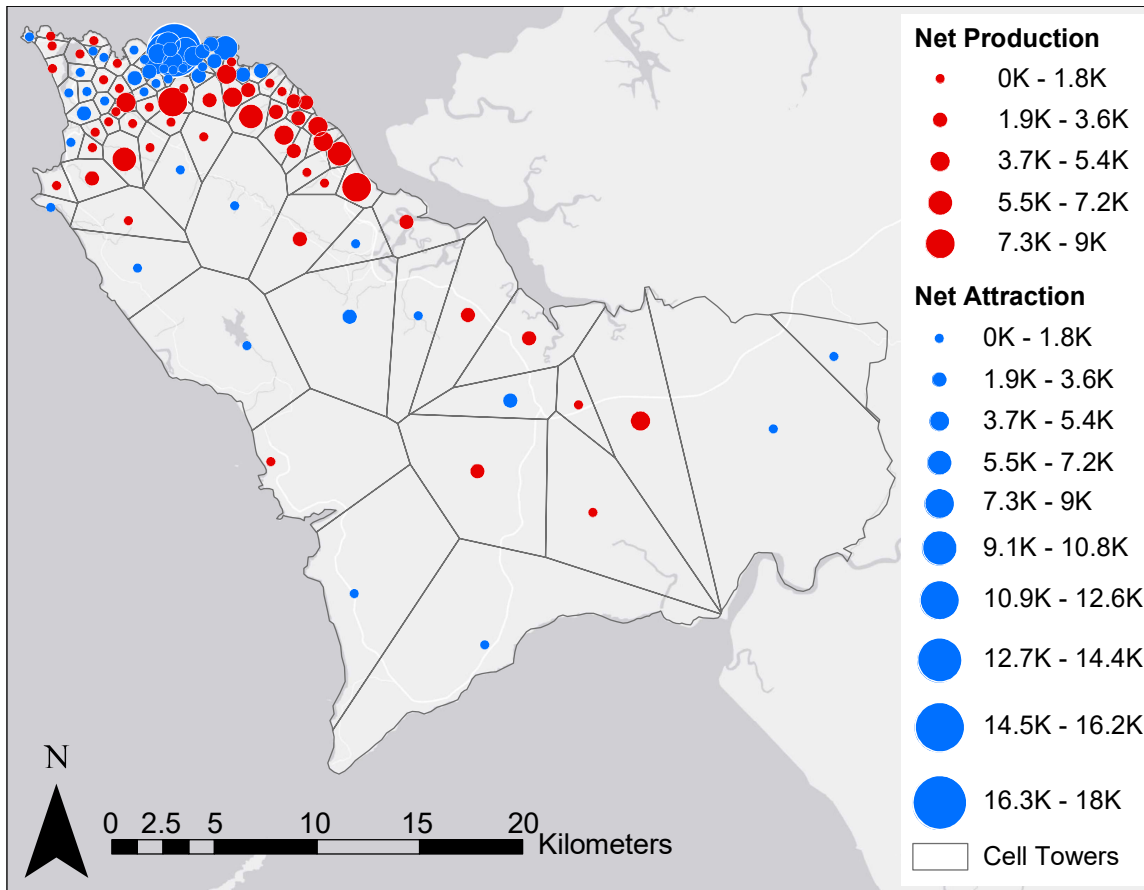 Net Production
0K - 1.8K
1.9K - 3.6K
3.7K - 5.4K
5.5K - 7.2K
7.3K - 9K
Net Attraction
0K - 1.8K
1.9K - 3.6K
3.7K - 5.4K
5.5K - 7.2K
7.3K - 9K
9.1K - 10.8K
10.9K - 12.6K
12.7K - 14.4K
14.5K - 16.2K
16.3K - 18K
Cell Towers
N
0 2.5 5 10 15 20
Kilometers